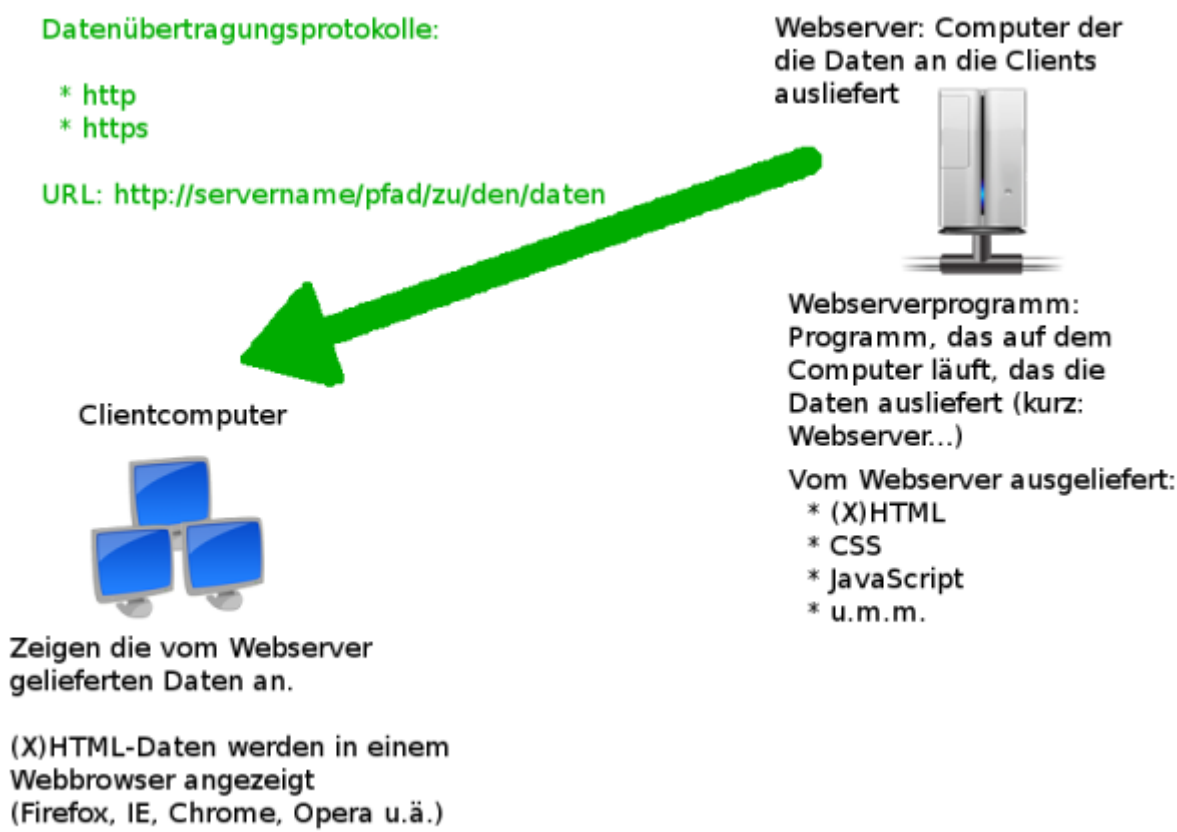 Datenübertragungsprotokolle:
* http
* https
URL: http://servername/pfad/zu/den/daten
Webserver: Computer der
die Daten an die Clients
ausliefert
Webserverprogramm:
Programm, das auf dem
Computer läuft, das die
Daten ausliefert (kurz:
Webserver...)
Vom Webserver ausgeliefert:
* (X)HTML
* CSS
* JavaScript
* u.m.m.
Clientcomputer
Zeigen die vom Webserver
gelieferten Daten an.
(X)HTML-Daten werden in einem
Webbrowser angezeigt
(Firefox, IE, Chrome, Opera u.ä.)